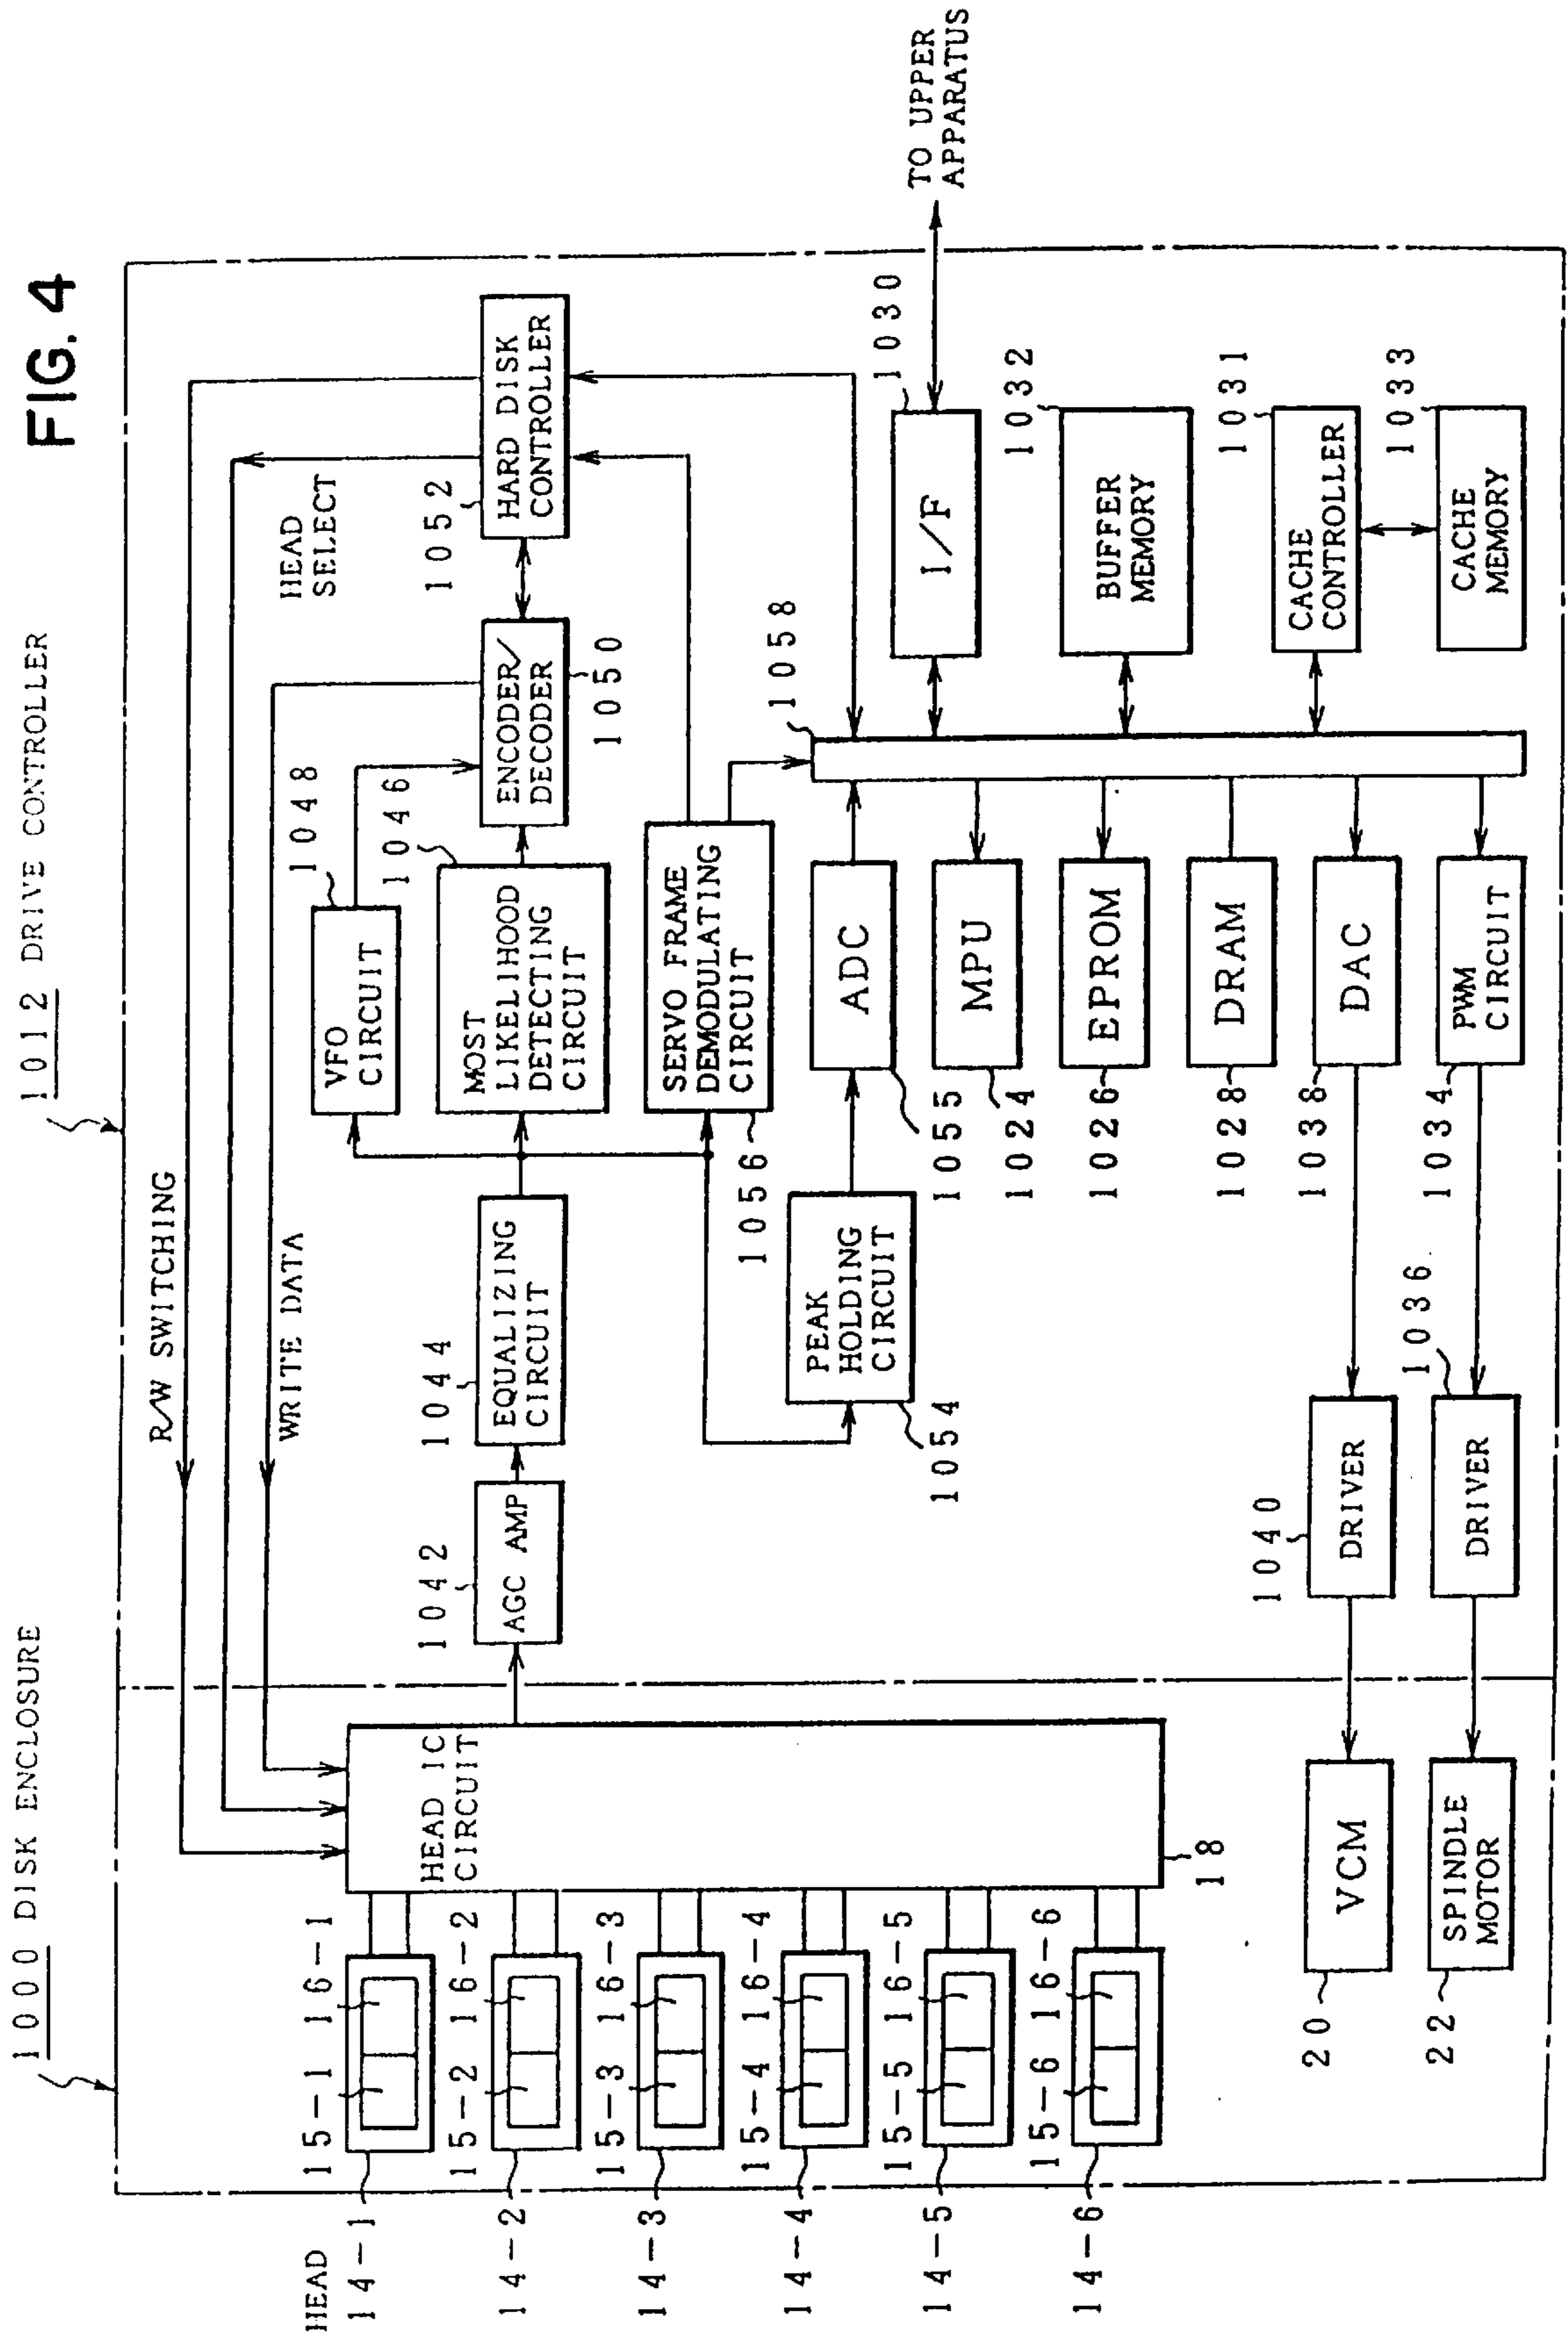 FIG. 4
1000 DISK ENCLOSURE
1012 DRIVE CONTROLLER
R/W SWITCHING
HEAD
SELECT
WRITE DATA
HEAD
14-1
15-1
16-1
14-2
15-2
16-2
14-3
15-3
16-3
14-4
15-4
16-4
14-5
15-5
16-5
14-6
15-6
16-6
HEAD IC
CIRCUIT
18
1042
AGC AMP
1044
EQUALIZING
CIRCUIT
1048
VFO
CIRCUIT
1046
MOST
LIKELIHOOD
DETECTING
CIRCUIT
ENCODER/
DECODER
1050
1052
HARD DISK
CONTROLLER
SERVO FRAME
DEMODULATING
CIRCUIT
1056
PEAK
HOLDING
CIRCUIT
1054
ADC
1055
MPU
1024
EPROM
1026
DRAM
1028
DAC
1038
PWM
CIRCUIT
1034
1058
I/F
1030
TO UPPER
APPARATUS
BUFFER
MEMORY
1032
CACHE
CONTROLLER
1031
CACHE
MEMORY
1033
1040
DRIVER
1036
DRIVER
VCM
20
SPINDLE
MOTOR
22